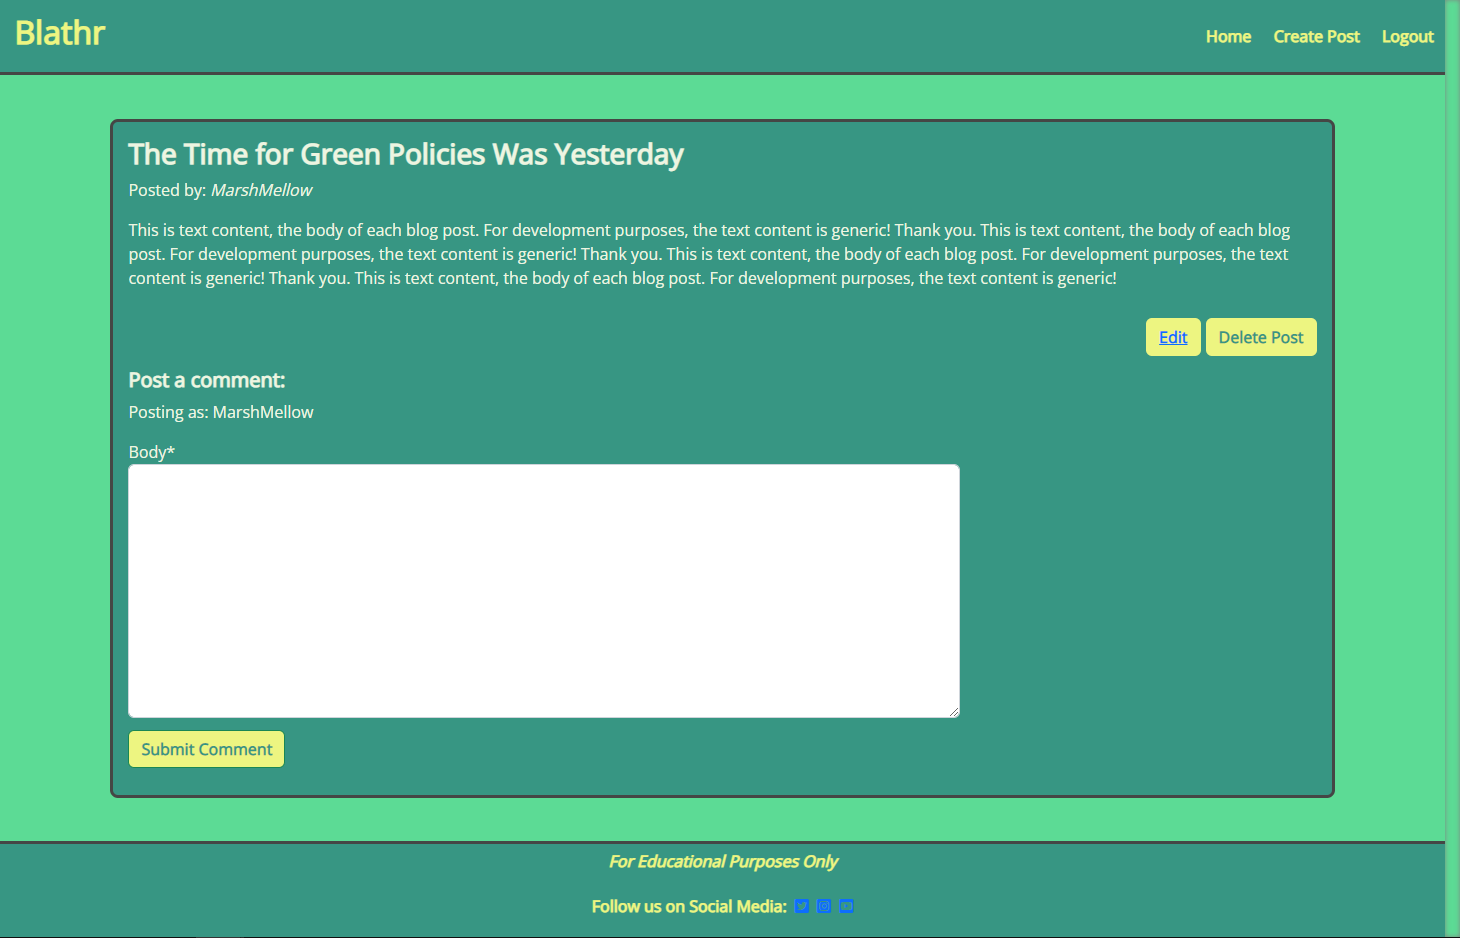 Blathr
Home Create Post Logout
The Time for Green Policies Was Yesterday
Posted by: MarshMellow
This is text content, the body of each blog post. For development purposes, the text content is generic! Thank you. This is text content, the body of each blog
post. For development purposes, the text content is generic! Thank you. This is text content, the body of each blog post. For development purposes, the text
content is generic! Thank you. This is text content, the body of each blog post. For development purposes, the text content is generic!
Edit Delete Post
Post a comment:
Posting as: MarshMellow
Body*
Submit Comment
For Educational Purposes Only
Follow us on Social Media: